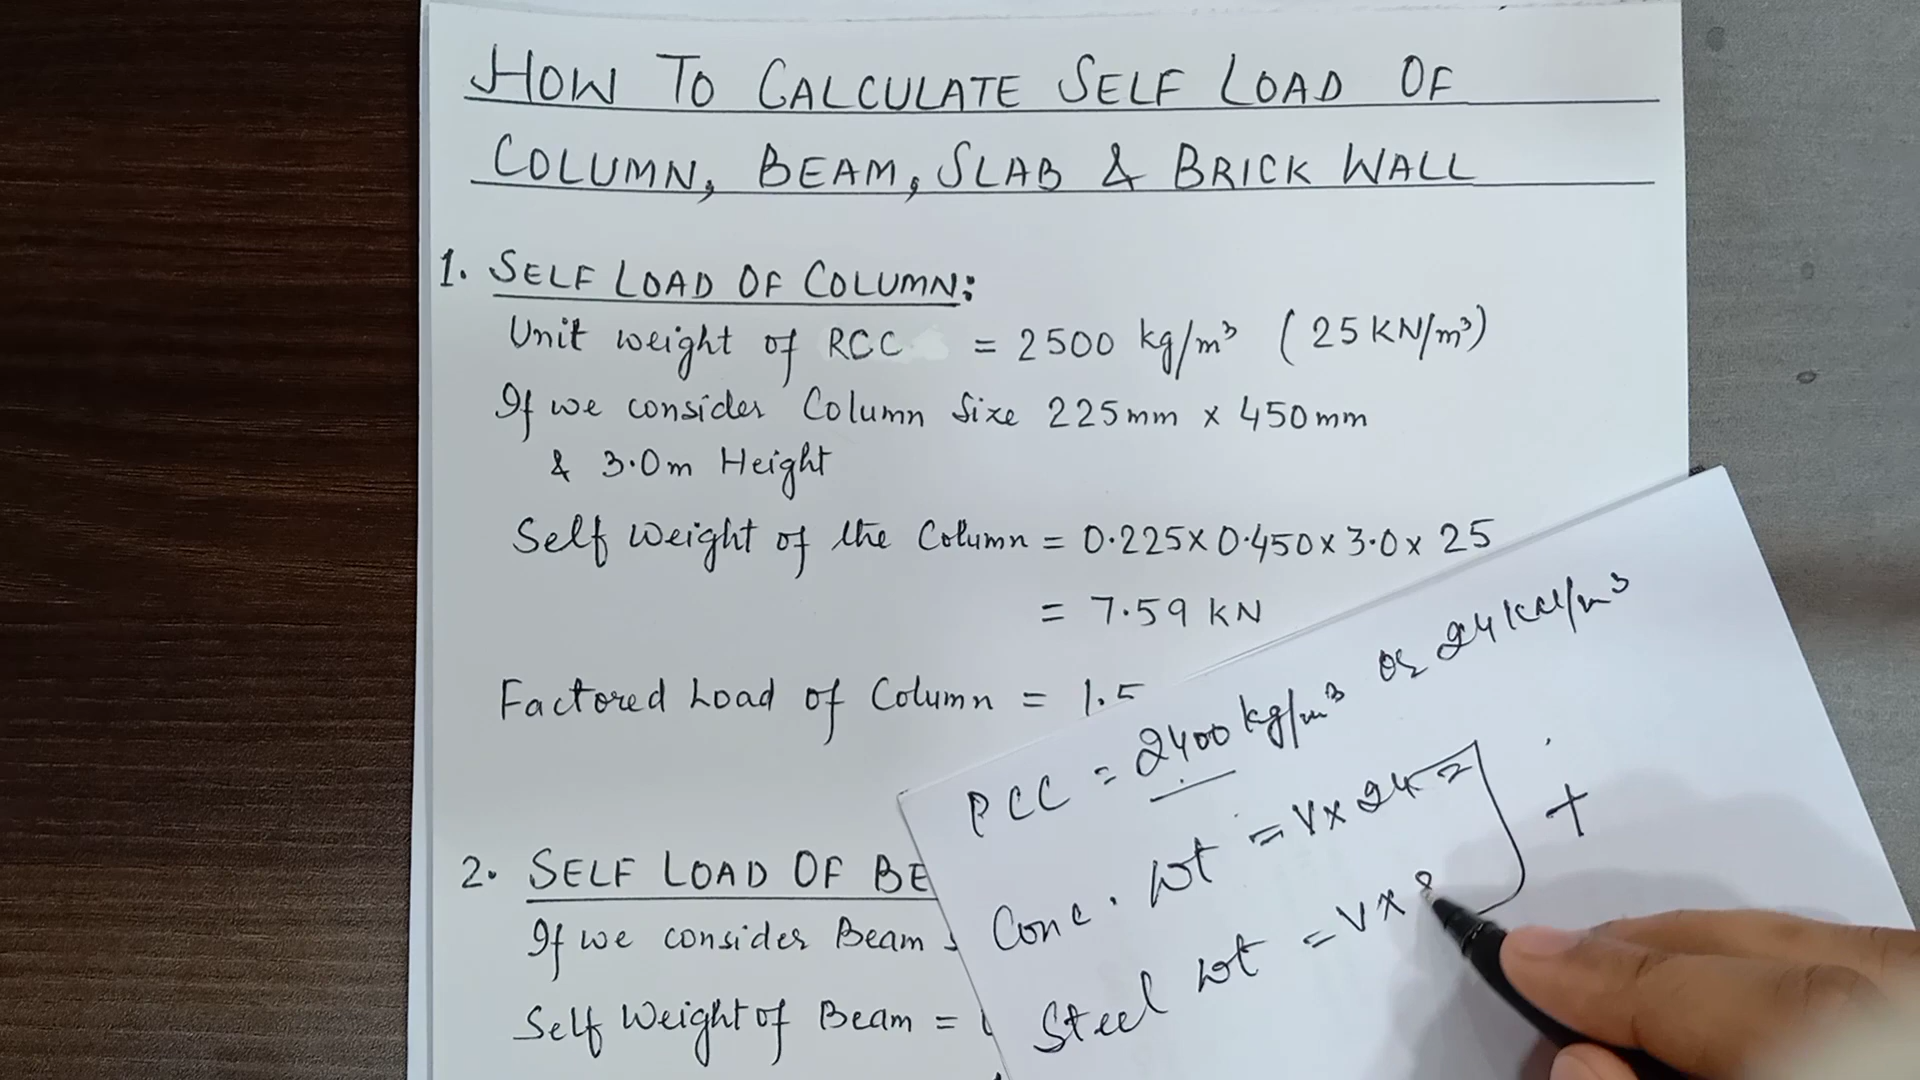 HOW TO CALCULATE SELF LOAD OF
COLUMN, BEAM, SLAB & BRICK WALL
1. SELF LOAD OF COLUMN:
Unit weight of RCC = 2500 kg/m³ (25 KN/m³)
If we consider Column Size 225mm x 450mm
& 3.0m Height
Self Weight of the Column = 0.225x 0.450x 3.0x 25
= 7.59 KN
Factored Load of Column = 1.5
2. SELF LOAD OF BE
If we consider Beam
Self Weight of Beam =
PCC = 2400 kg/m³ or 24 KN/m³
Conc. wt = V x 24 =
+
Steel wt = V x